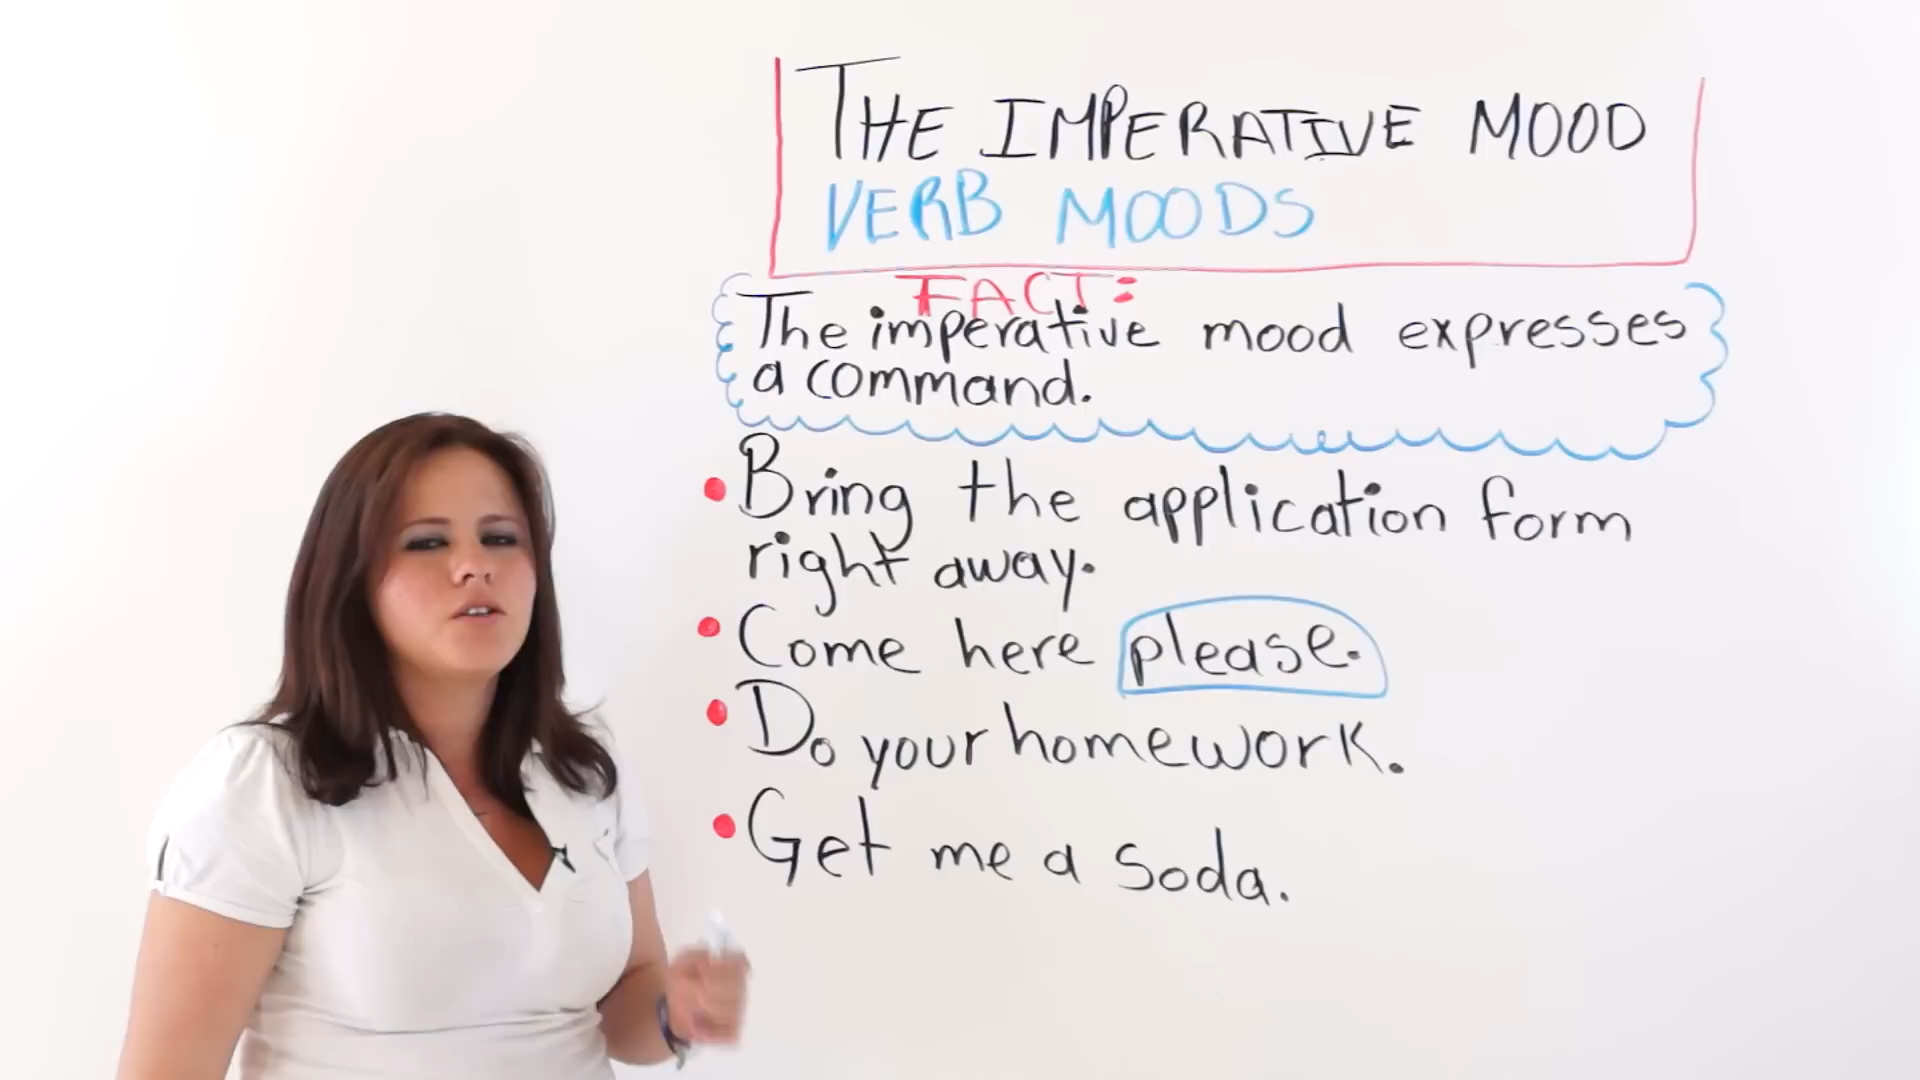 THE IMPERATIVE MOOD
VERB MOODS
FACT:
The imperative mood expresses
a command.
• Bring the application form
right away.
• Come here please.
• Do your homework.
• Get me a soda.